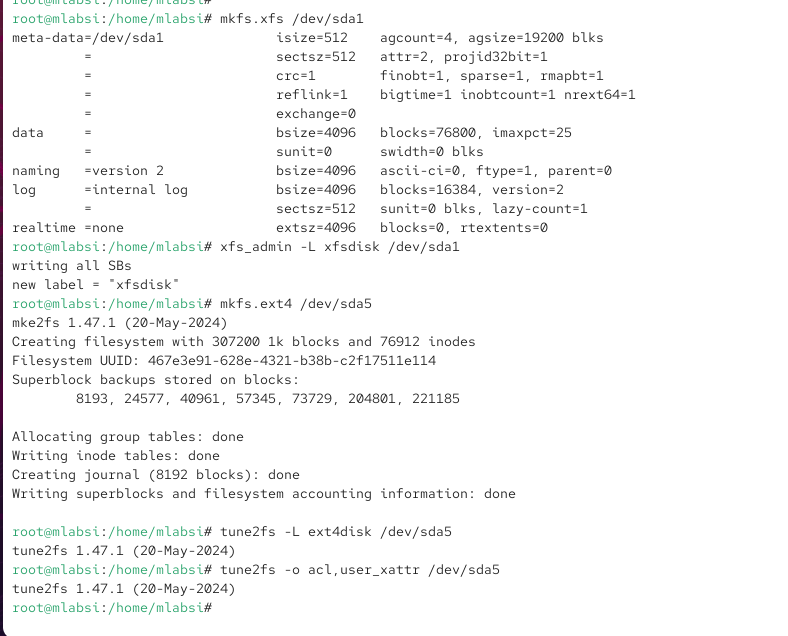 root@mlabsi:/home/mlabsi#
root@mlabsi:/home/mlabsi# mkfs.xfs /dev/sda1
meta-data=/dev/sda1              isize=512    agcount=4, agsize=19200 blks
         =                       sectsz=512   attr=2, projid32bit=1
         =                       crc=1        finobt=1, sparse=1, rmapbt=1
         =                       reflink=1    bigtime=1 inobtcount=1 nrext64=1
         =                       exchange=0
data     =                       bsize=4096   blocks=76800, imaxpct=25
         =                       sunit=0      swidth=0 blks
naming   =version 2              bsize=4096   ascii-ci=0, ftype=1, parent=0
log      =internal log           bsize=4096   blocks=16384, version=2
         =                       sectsz=512   sunit=0 blks, lazy-count=1
realtime =none                   extsz=4096   blocks=0, rtextents=0
root@mlabsi:/home/mlabsi# xfs_admin -L xfsdisk /dev/sda1
writing all SBs
new label = "xfsdisk"
root@mlabsi:/home/mlabsi# mkfs.ext4 /dev/sda5
mke2fs 1.47.1 (20-May-2024)
Creating filesystem with 307200 1k blocks and 76912 inodes
Filesystem UUID: 467e3e91-628e-4321-b38b-c2f17511e114
Superblock backups stored on blocks:
        8193, 24577, 40961, 57345, 73729, 204801, 221185

Allocating group tables: done
Writing inode tables: done
Creating journal (8192 blocks): done
Writing superblocks and filesystem accounting information: done

root@mlabsi:/home/mlabsi# tune2fs -L ext4disk /dev/sda5
tune2fs 1.47.1 (20-May-2024)
root@mlabsi:/home/mlabsi# tune2fs -o acl,user_xattr /dev/sda5
tune2fs 1.47.1 (20-May-2024)
root@mlabsi:/home/mlabsi#